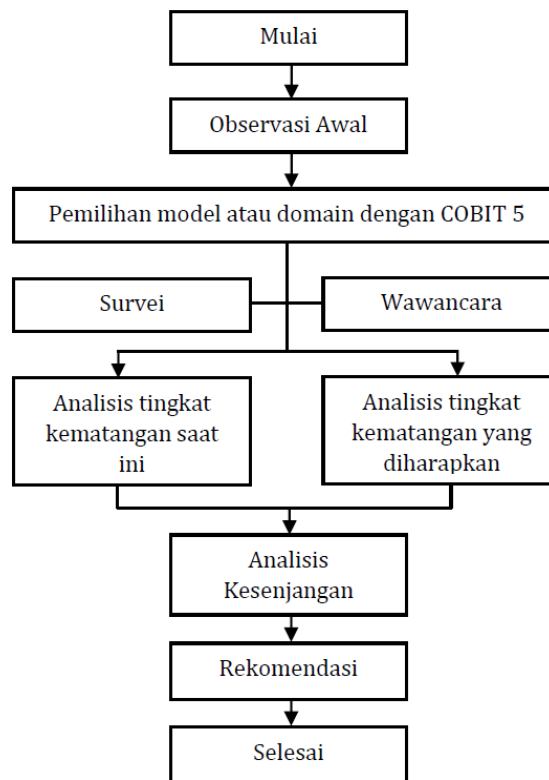 Mulai
Observasi Awal
Pemilihan model atau domain dengan COBIT 5
Survei
Wawancara
Analisis tingkat
kematangan saat
ini
Analisis tingkat
kematangan yang
diharapkan
Analisis
Kesenjangan
Rekomendasi
Selesai